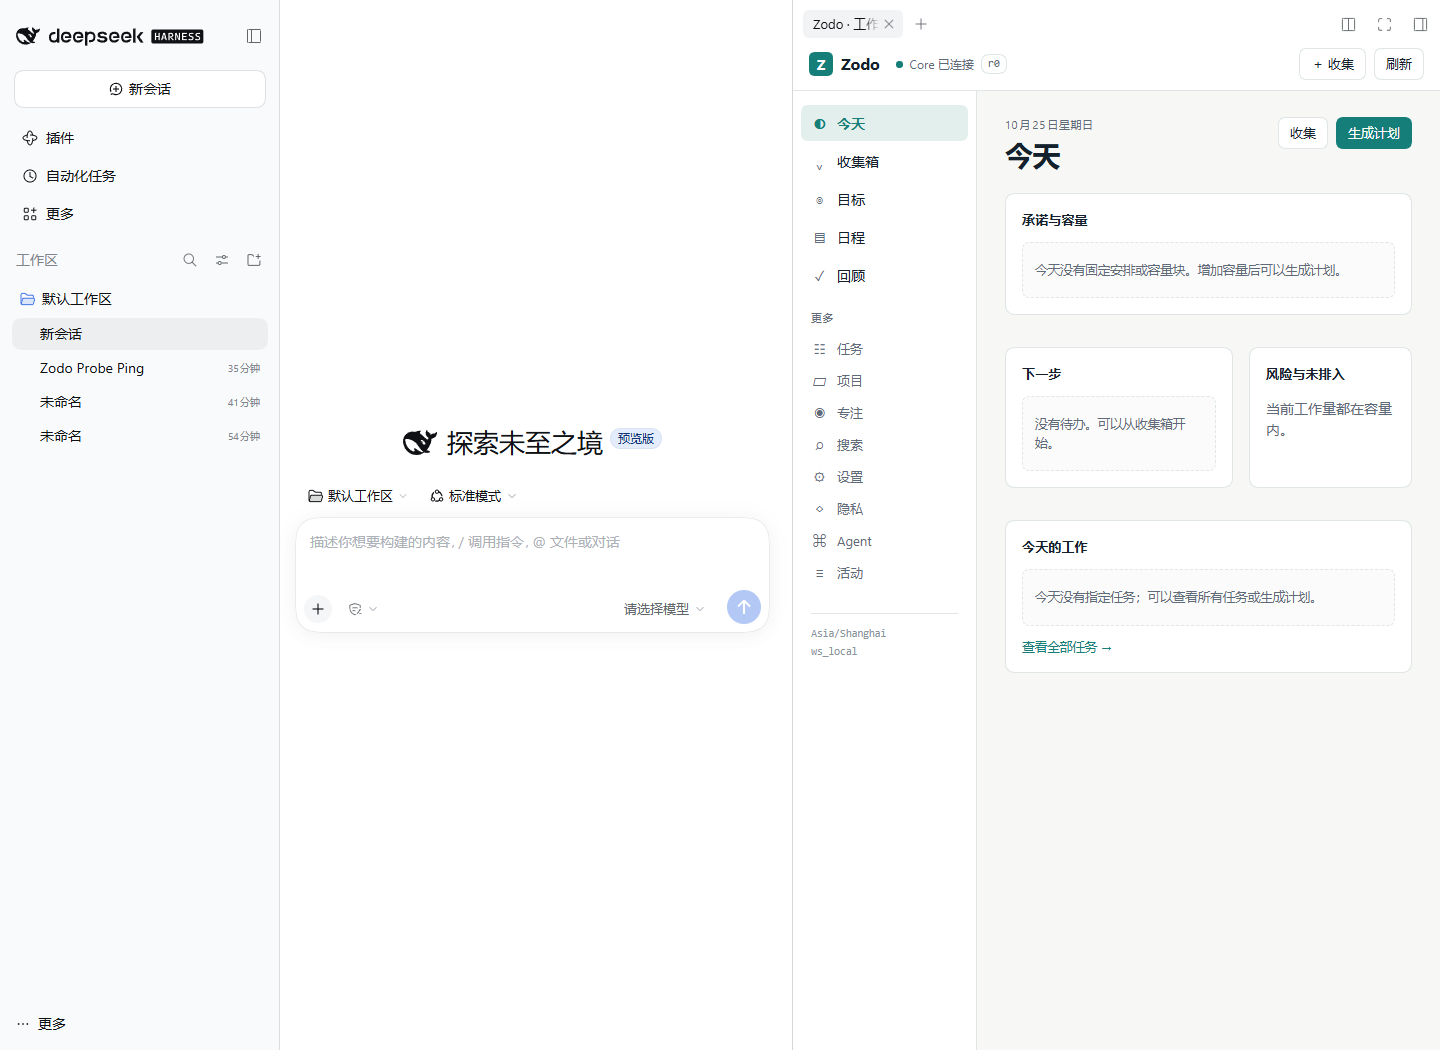 deepseek HARNESS
新会话
插件
自动化任务
更多
工作区
默认工作区
新会话
Zodo Probe Ping 35分钟
未命名 41分钟
未命名 54分钟
更多
探索未至之境 预览版
默认工作区 标准模式
描述你想要构建的内容, / 调用指令, @ 文件或对话
请选择模型
Zodo · 工作
Z Zodo Core 已连接 r0 + 收集 刷新
今天
收集箱
目标
日程
回顾
更多
任务
项目
专注
搜索
设置
隐私
Agent
活动
Asia/Shanghai
ws_local
10月25日星期日
今天
收集 生成计划
承诺与容量
今天没有固定安排或容量块。增加容量后可以生成计划。
下一步
没有待办。可以从收集箱开
始。
风险与未排入
当前工作量都在容量
内。
今天的工作
今天没有指定任务；可以查看所有任务或生成计划。
查看全部任务 →